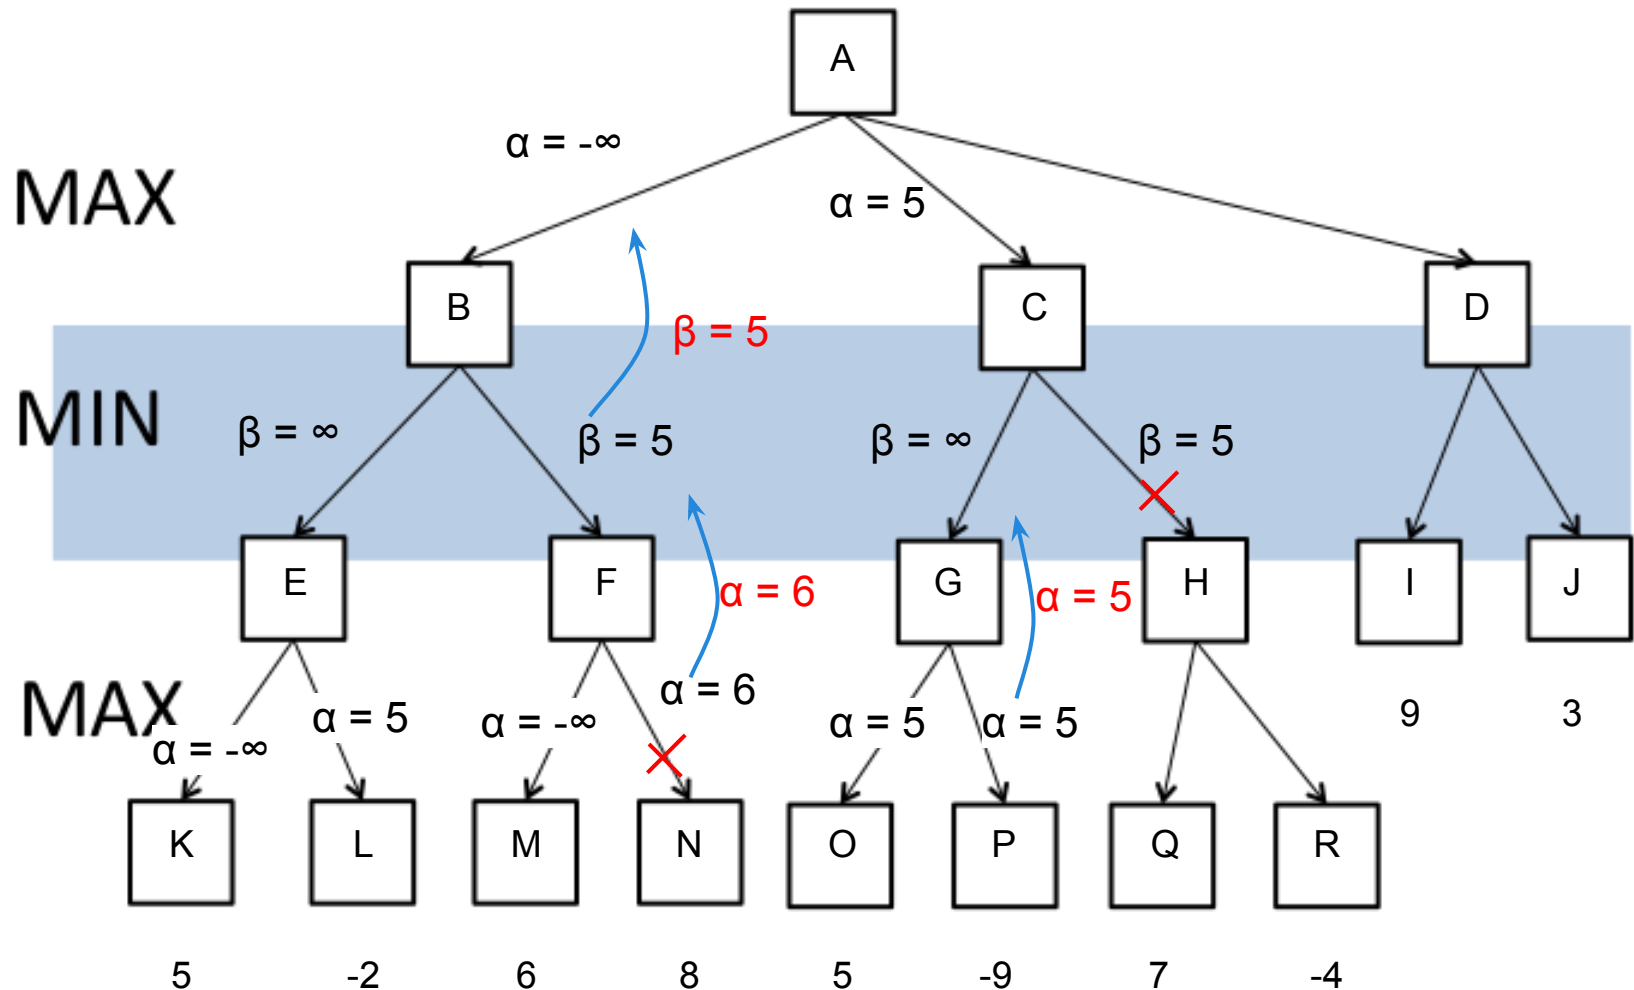 A
α = -∞
MAX
α = 5
B
C
D
β = 5
MIN
β = ∞
β = 5
β = ∞
β = 5
E
F
G
H
I
J
α = 6
α = 5
MAX
α = -∞
α = 5
α = -∞
α = 6
α = 5
α = 5
9
3
K
L
M
N
O
P
Q
R
5
-2
6
8
5
-9
7
-4